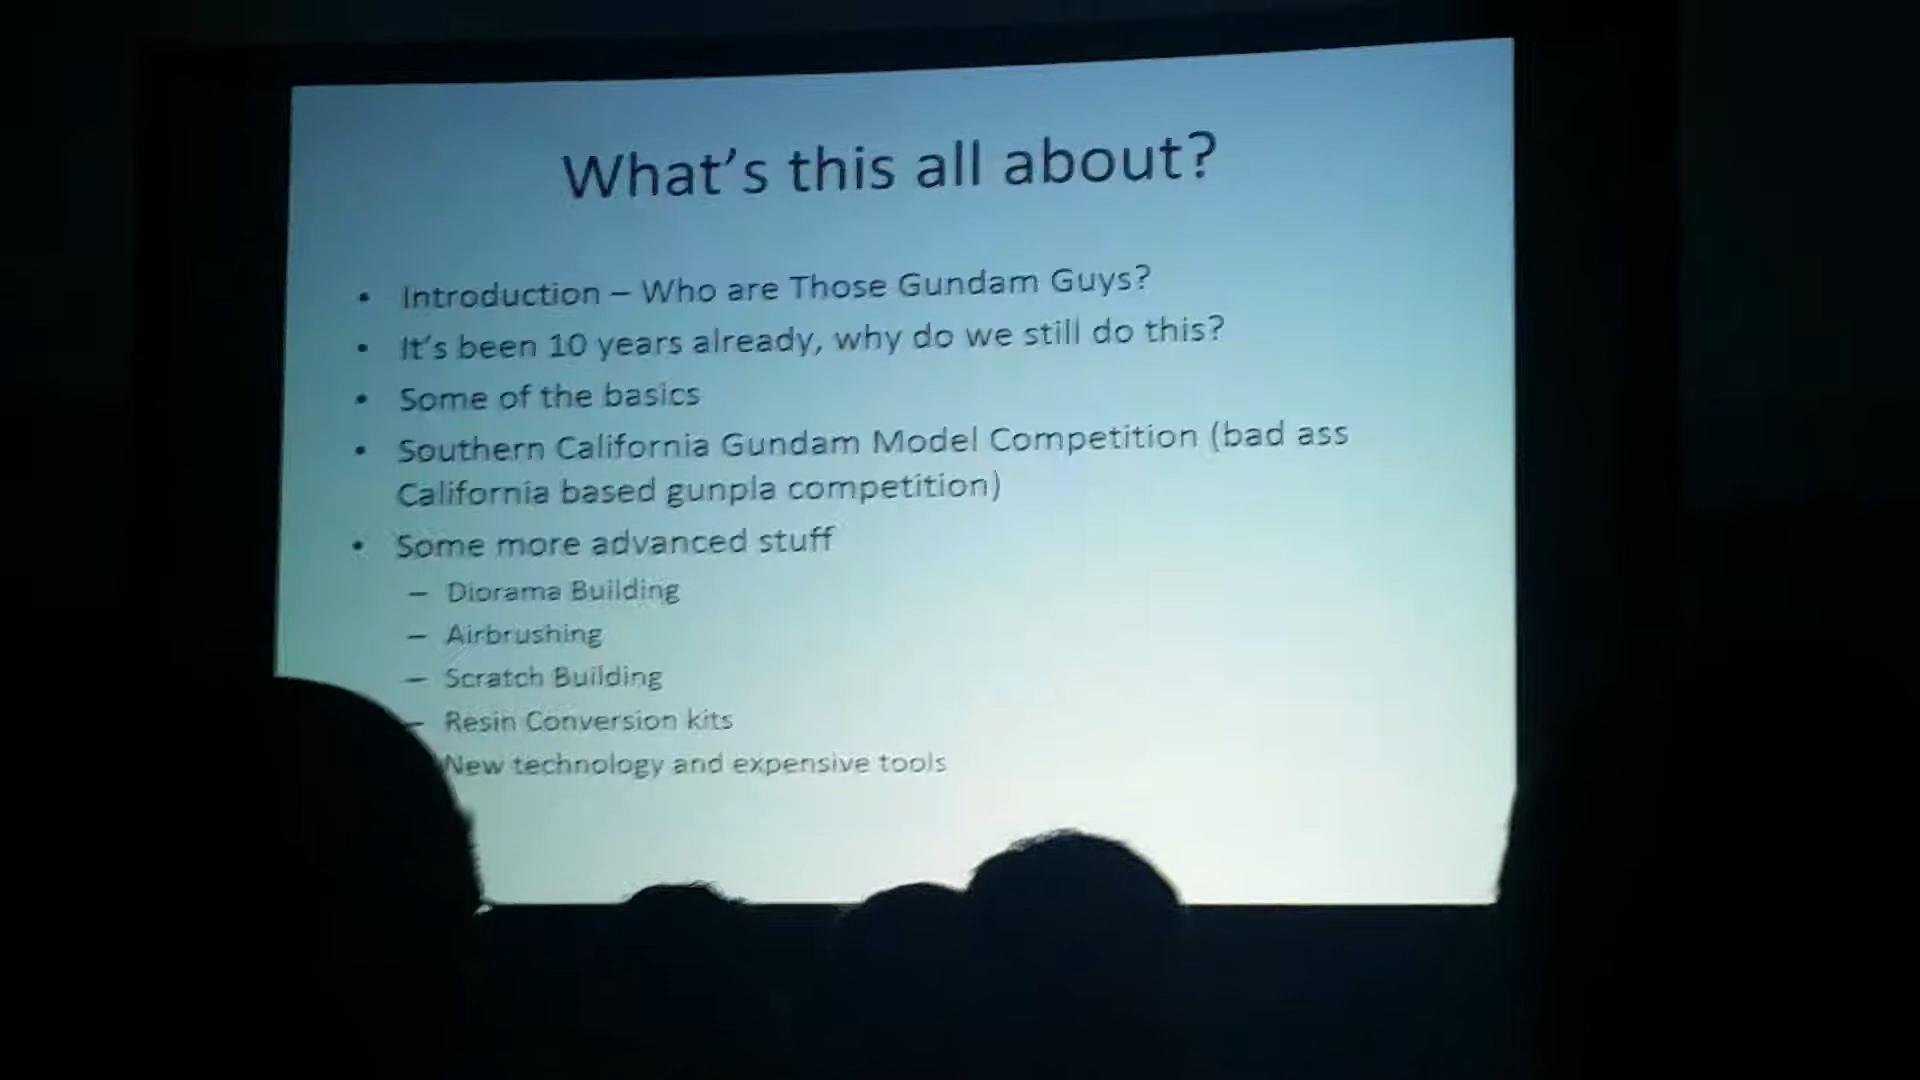 What's this all about?
• Introduction – Who are Those Gundam Guys?
• It's been 10 years already, why do we still do this?
• Some of the basics
• Southern California Gundam Model Competition (bad ass
California based gunpla competition)
• Some more advanced stuff
– Diorama Building
– Airbrushing
– Scratch Building
– Resin Conversion kits
New technology and expensive tools